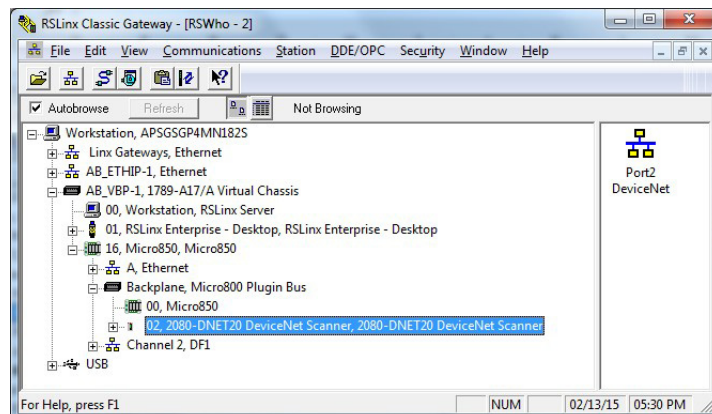 RSLinx Classic Gateway - [RSWho - 2]
File Edit View Communications Station DDE/OPC Security Window Help
Autobrowse Refresh Not Browsing
Workstation, APSGSGP4MN182S
Linx Gateways, Ethernet
AB_ETHIP-1, Ethernet
AB_VBP-1, 1789-A17/A Virtual Chassis
00, Workstation, RSLinx Server
01, RSLinx Enterprise - Desktop, RSLinx Enterprise - Desktop
16, Micro850, Micro850
A, Ethernet
Backplane, Micro800 Plugin Bus
00, Micro850
02, 2080-DNET20 DeviceNet Scanner, 2080-DNET20 DeviceNet Scanner
Channel 2, DF1
USB
Port2
DeviceNet
For Help, press F1 NUM 02/13/15 05:30 PM